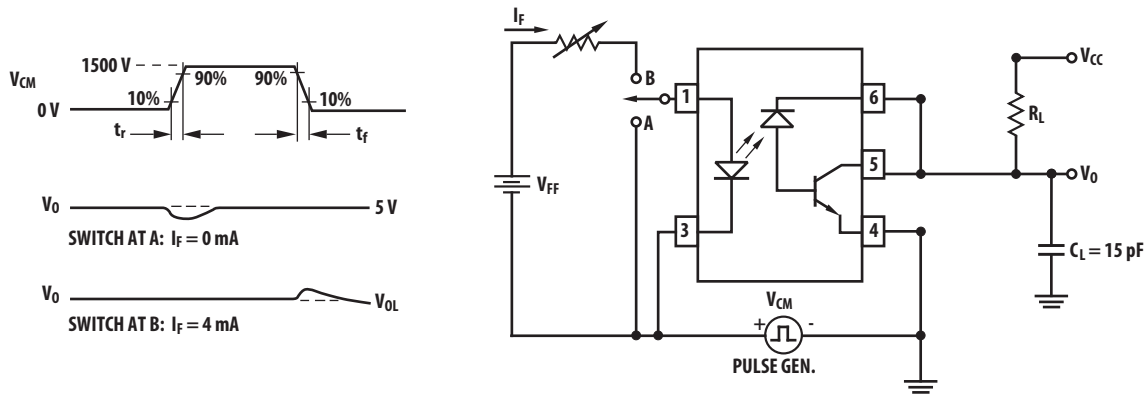 1500 V
V_CM
90%
90%
10%
10%
0 V
t_r
t_f
V_O
5 V
SWITCH AT A: I_F = 0 mA
V_O
V_OL
SWITCH AT B: I_F = 4 mA
I_F
B
A
V_FF
1
3
6
5
4
V_CC
R_L
V_O
C_L = 15 pF
V_CM
+
-
PULSE GEN.